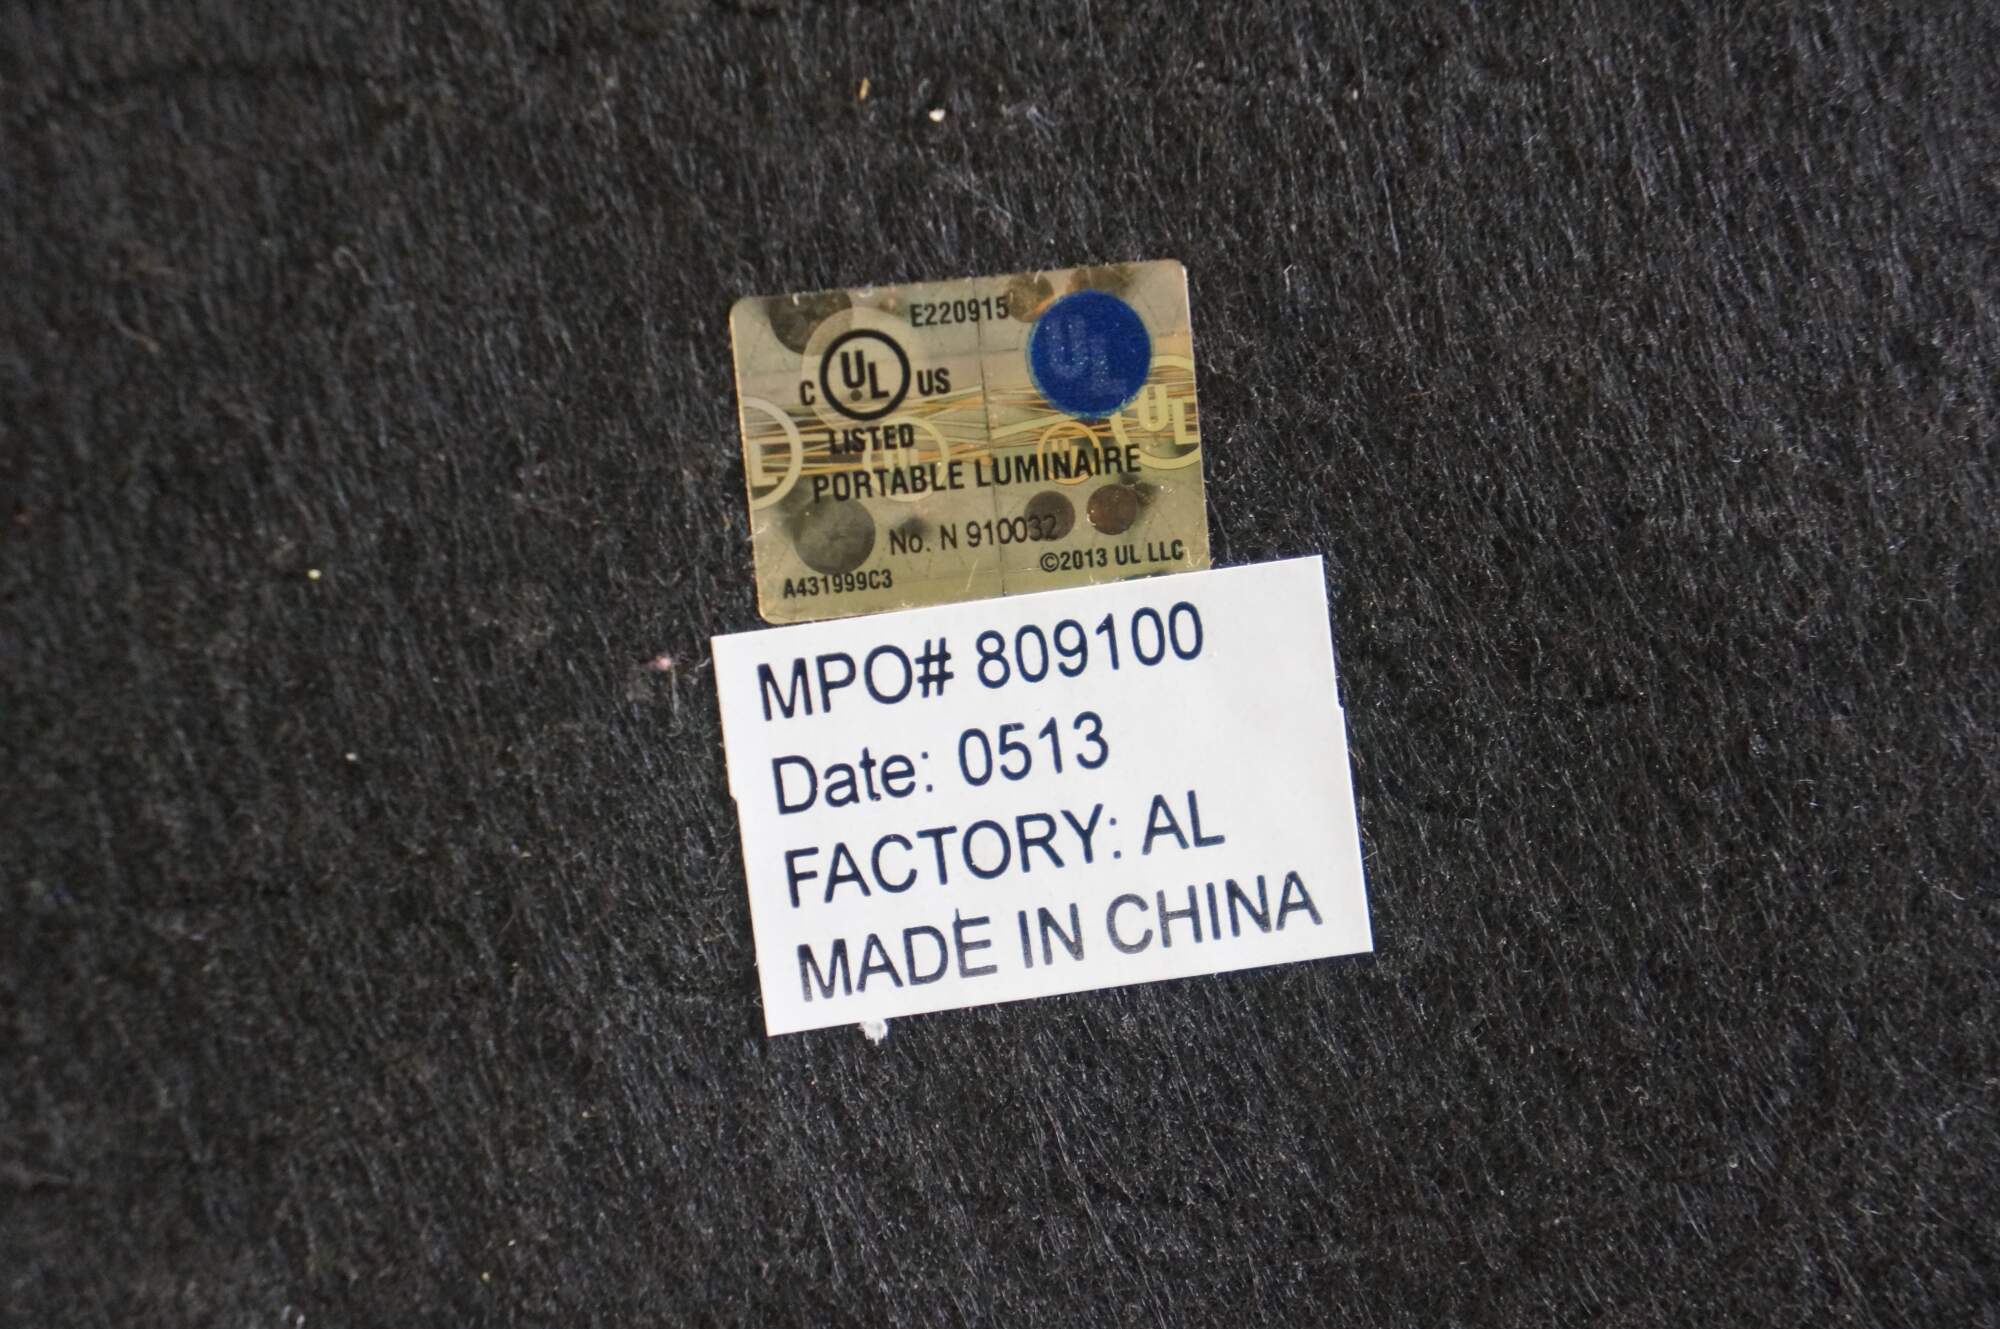 E220915
C UL US
LISTED
PORTABLE LUMINAIRE
No. N 910032
©2013 UL LLC
A431999C3
MPO# 809100
Date: 0513
FACTORY: AL
MADE IN CHINA